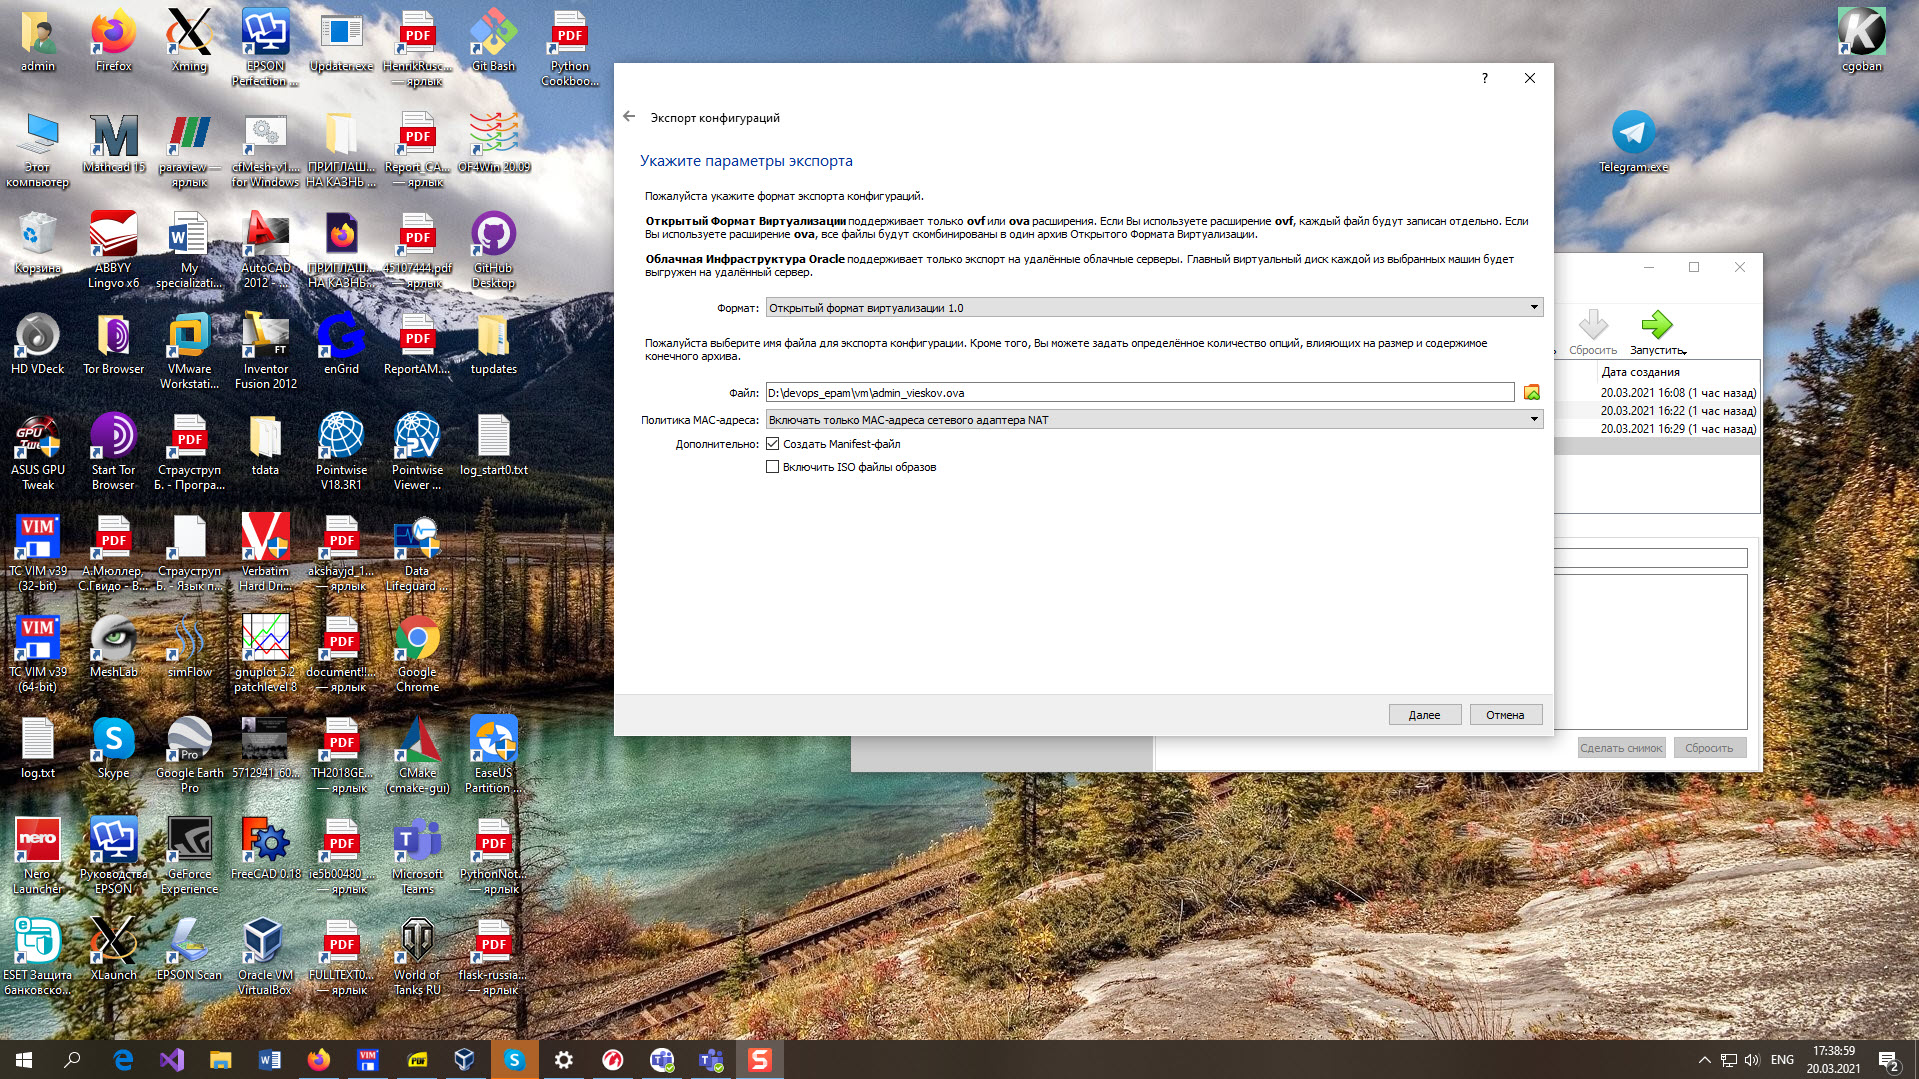 admin
Firefox
Xming
EPSON
Perfection ...
Updater.exe
HenrikRusc...
— ярлык
Git Bash
Python
Cookboo...
cgoban
Этот
компьютер
Mathcad 15
paraview —
ярлык
cfMesh-v1....
for Windows
ПРИГЛАШ...
НА КАЗНЬ ...
Report_CA...
— ярлык
OF4Win 20.09
Telegram.exe
Корзина
ABBYY
Lingvo x6
My
specializati...
AutoCAD
2012 - ...
ПРИГЛАШ...
НА КАЗНЬ...
45107444.pdf
— ярлык
GitHub
Desktop
HD VDeck
Tor Browser
VMware
Workstati...
Inventor
Fusion 2012
enGrid
ReportAM....
tupdates
ASUS GPU
Tweak
Start Tor
Browser
Страуструп
Б. - Програ...
tdata
Pointwise
V18.3R1
Pointwise
Viewer ...
log_start0.txt
TC VIM v39
(32-bit)
А.Мюллер,
С.Гвидо - В...
Страуструп
Б. - Язык п...
Verbatim
Hard Dri...
akshayjd_1...
— ярлык
Data
Lifeguard ...
TC VIM v39
(64-bit)
MeshLab
simFlow
gnuplot 5.2
patchlevel 8
document!!...
— ярлык
Google
Chrome
log.txt
Skype
Google Earth
Pro
5712941_60...
TH2018GE...
— ярлык
CMake
(cmake-gui)
EaseUS
Partition ...
Nero
Launcher
Руководства
EPSON
GeForce
Experience
FreeCAD 0.18
ie5b00480_...
— ярлык
Microsoft
Teams
PythonNot...
— ярлык
ESET Защита
банковско...
XLaunch
EPSON Scan
Oracle VM
VirtualBox
FULLTEXT0...
— ярлык
World of
Tanks RU
flask-russia...
— ярлык
?
Экспорт конфигураций
Укажите параметры экспорта
Пожалуйста укажите формат экспорта конфигураций.
Открытый Формат Виртуализации поддерживает только ovf или ova расширения. Если Вы используете расширение ovf, каждый файл будут записан отдельно. Если
Вы используете расширение ova, все файлы будут скомбинированы в один архив Открытого Формата Виртуализации.
Облачная Инфраструктура Oracle поддерживает только экспорт на удалённые облачные серверы. Главный виртуальный диск каждой из выбранных машин будет
выгружен на удалённый сервер.
Формат: Открытый формат виртуализации 1.0
Пожалуйста выберите имя файла для экспорта конфигурации. Кроме того, Вы можете задать определённое количество опций, влияющих на размер и содержимое
конечного архива.
Файл: D:\devops_epam\vm\admin_vieskov.ova
Политика MAC-адреса: Включать только MAC-адреса сетевого адаптера NAT
Дополнительно: Создать Manifest-файл
Включить ISO файлы образов
Далее Отмена
Сбросить Запустить
Дата создания
20.03.2021 16:08 (1 час назад)
20.03.2021 16:22 (1 час назад)
20.03.2021 16:29 (1 час назад)
Сделать снимок Сбросить
ENG
17:38:59
20.03.2021
2